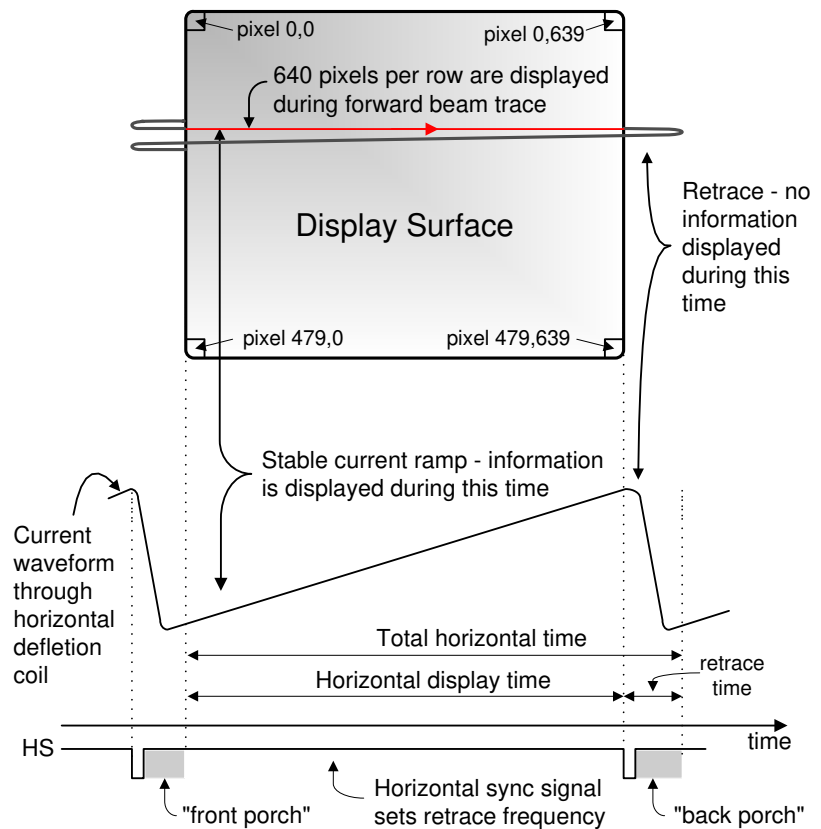 pixel 0,0
pixel 0,639
640 pixels per row are displayed
during forward beam trace
Display Surface
Retrace - no
information
displayed
during this
time
pixel 479,0
pixel 479,639
Stable current ramp - information
is displayed during this time
Current
waveform
through
horizontal
defletion
coil
Total horizontal time
Horizontal display time
retrace
time
time
HS
"front porch"
Horizontal sync signal
sets retrace frequency
"back porch"